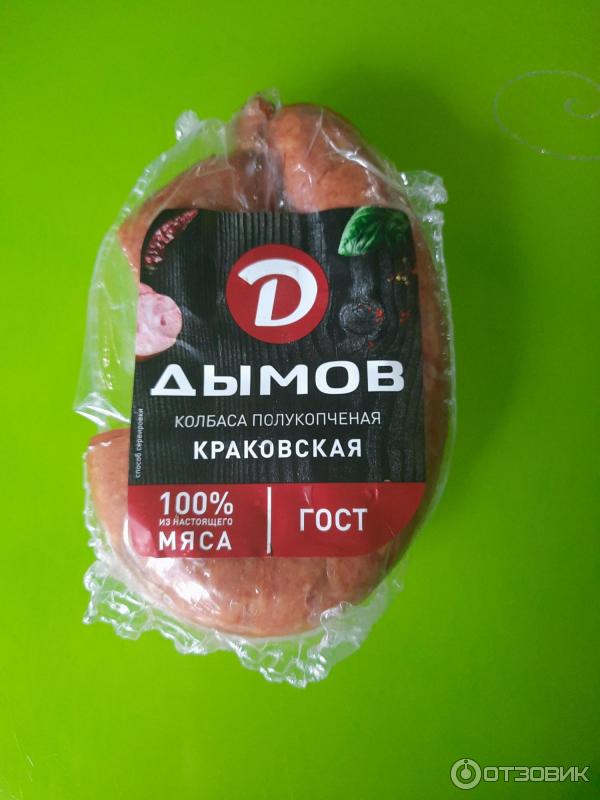 Д
ДЫМОВ
КОЛБАСА ПОЛУКОПЧЕНАЯ
КРАКОВСКАЯ
способ сервировки
100%
ИЗ НАСТОЯЩЕГО
МЯСА
ГОСТ
ОТЗОВИК